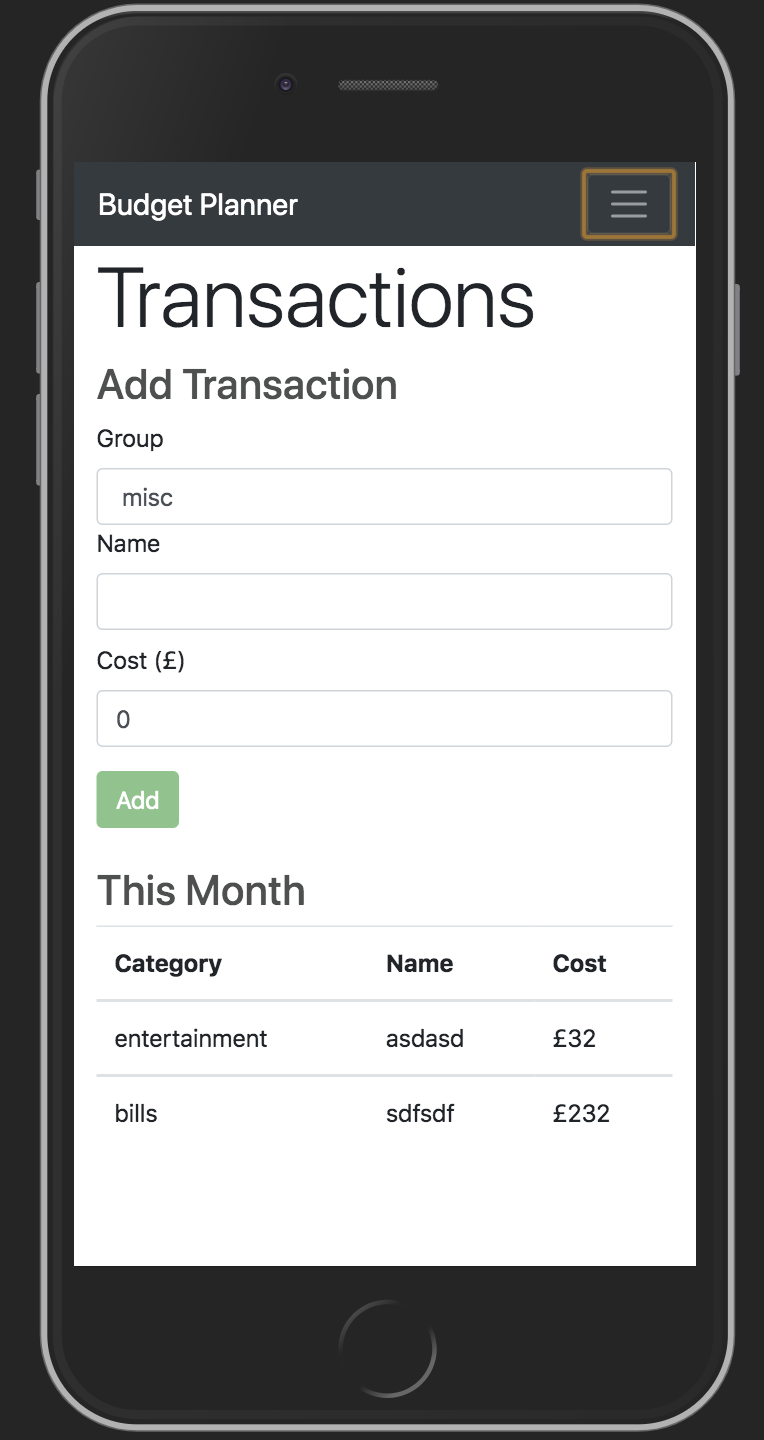 Budget Planner
Transactions
Add Transaction
Group
misc
Name
Cost (£)
0
Add
This Month
Category Name Cost
entertainment asdasd £32
bills sdfsdf £232